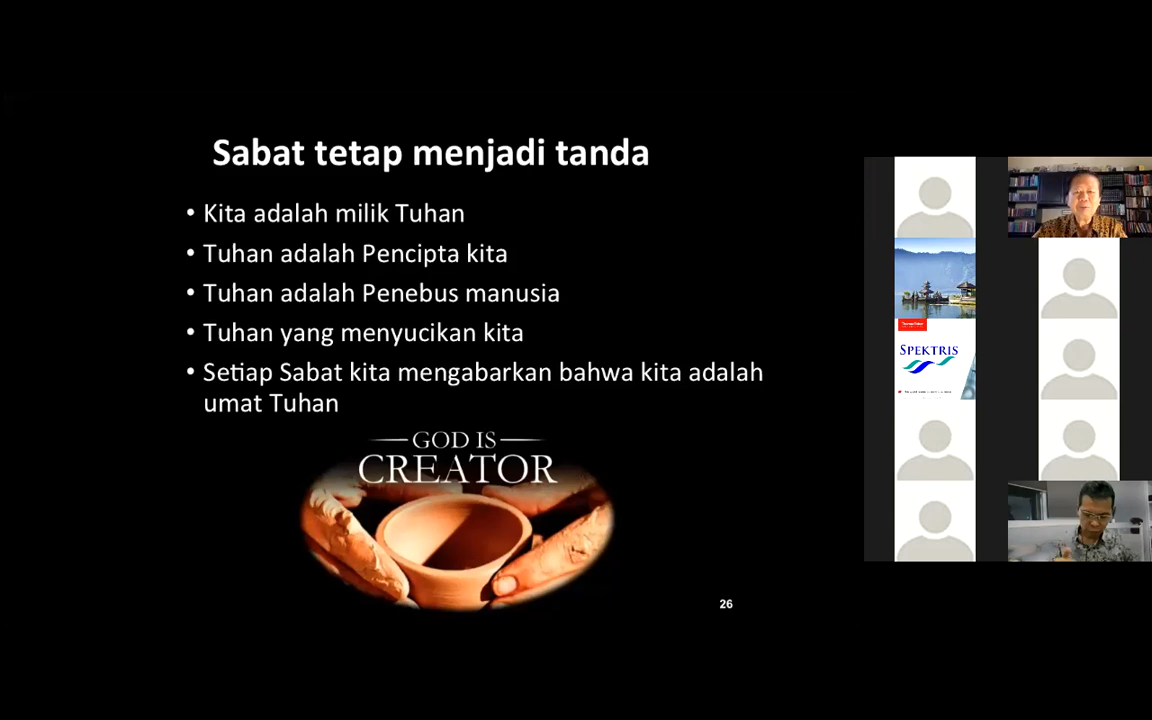 Sabat tetap menjadi tanda
• Kita adalah milik Tuhan
• Tuhan adalah Pencipta kita
• Tuhan adalah Penebus manusia
• Tuhan yang menyucikan kita
• Setiap Sabat kita mengabarkan bahwa kita adalah
umat Tuhan
GOD IS
CREATOR
26
SPEKTRIS